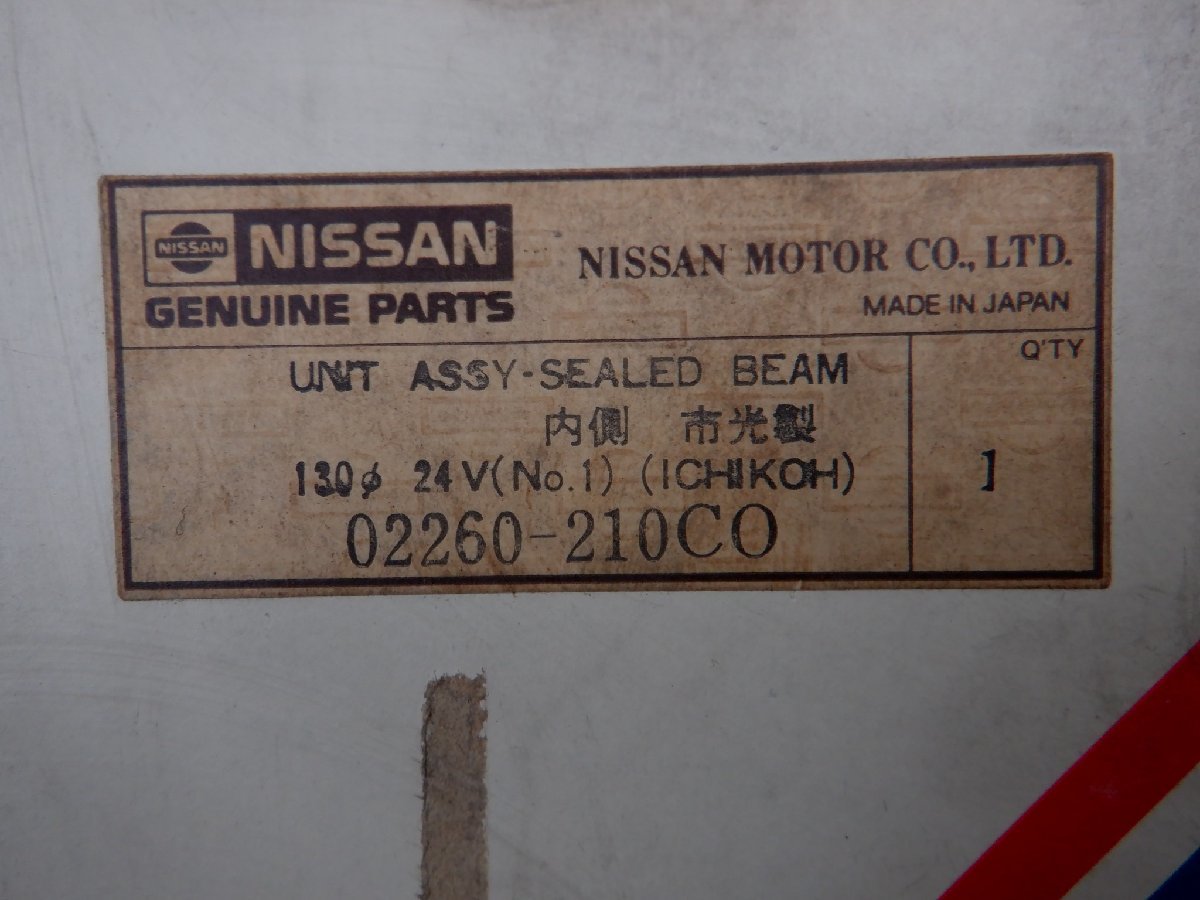 NISSAN NISSAN
GENUINE PARTS
NISSAN MOTOR CO., LTD.
MADE IN JAPAN
Q'TY
UNIT ASSY-SEALED BEAM
内側 市光製
130φ 24V(No.1) (ICHIKOH)
1
02260-210CO